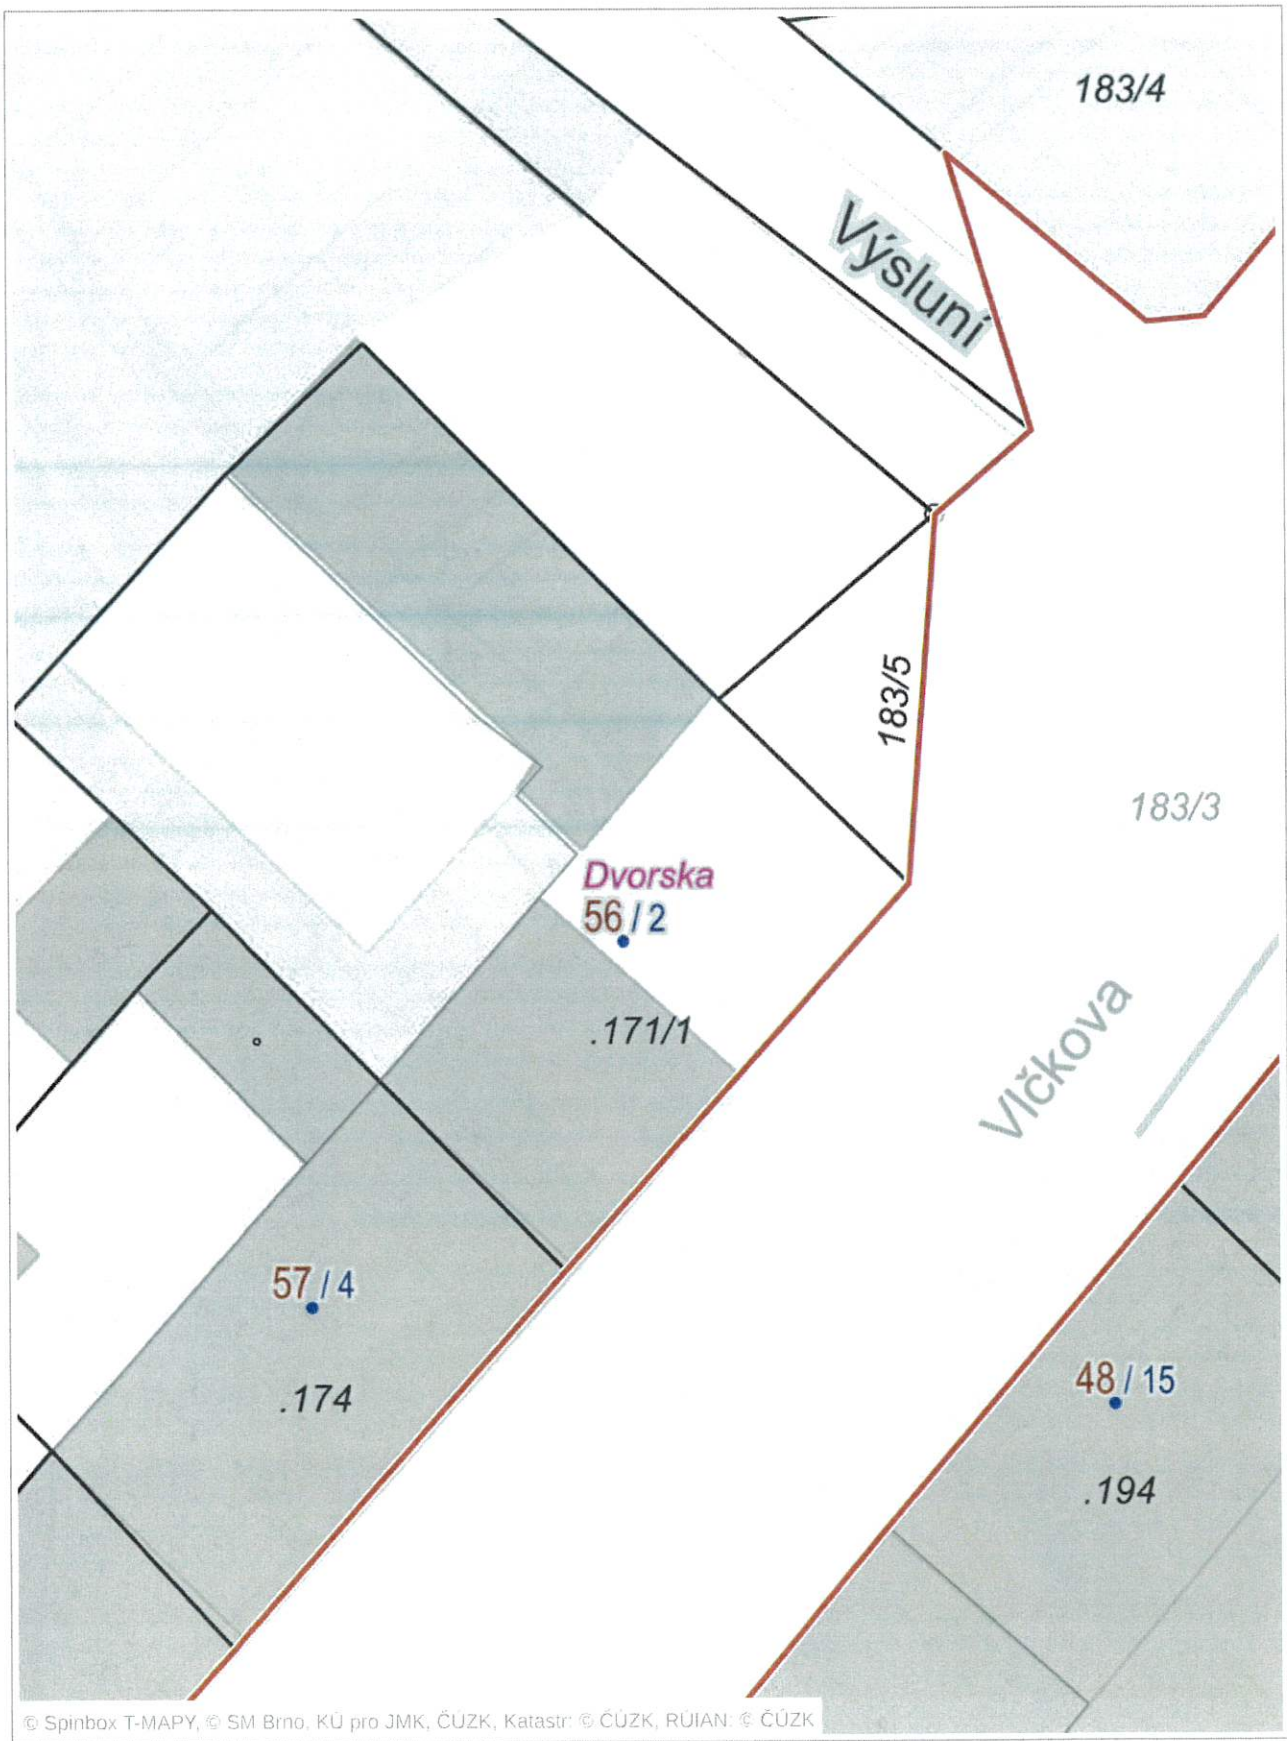 183/4
Výsluní
183/5
183/3
Dvorska
56 / 2
.171/1
Vlčkova
57 / 4
.174
48 / 15
.194
© Spinbox T-MAPY, © SM Brno, KÚ pro JMK, ČÚZK, Katastr: © ČÚZK, RÚIAN: © ČÚZK